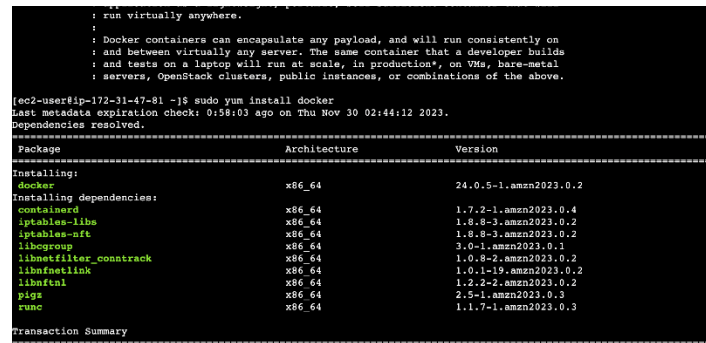 : run virtually anywhere.
:
: Docker containers can encapsulate any payload, and will run consistently on
: and between virtually any server. The same container that a developer builds
: and tests on a laptop will run at scale, in production*, on VMs, bare-metal
: servers, OpenStack clusters, public instances, or combinations of the above.
[ec2-user@ip-172-31-47-81 ~]$ sudo yum install docker
Last metadata expiration check: 0:58:03 ago on Thu Nov 30 02:44:12 2023.
Dependencies resolved.
Package Architecture Version
Installing:
docker x86_64 24.0.5-1.amzn2023.0.2
Installing dependencies:
containerd x86_64 1.7.2-1.amzn2023.0.4
iptables-libs x86_64 1.8.8-3.amzn2023.0.2
iptables-nft x86_64 1.8.8-3.amzn2023.0.2
libcgroup x86_64 3.0-1.amzn2023.0.1
libnetfilter_conntrack x86_64 1.0.8-2.amzn2023.0.2
libnfnetlink x86_64 1.0.1-19.amzn2023.0.2
libnftnl x86_64 1.2.2-2.amzn2023.0.2
pigz x86_64 2.5-1.amzn2023.0.3
runc x86_64 1.1.7-1.amzn2023.0.3
Transaction Summary